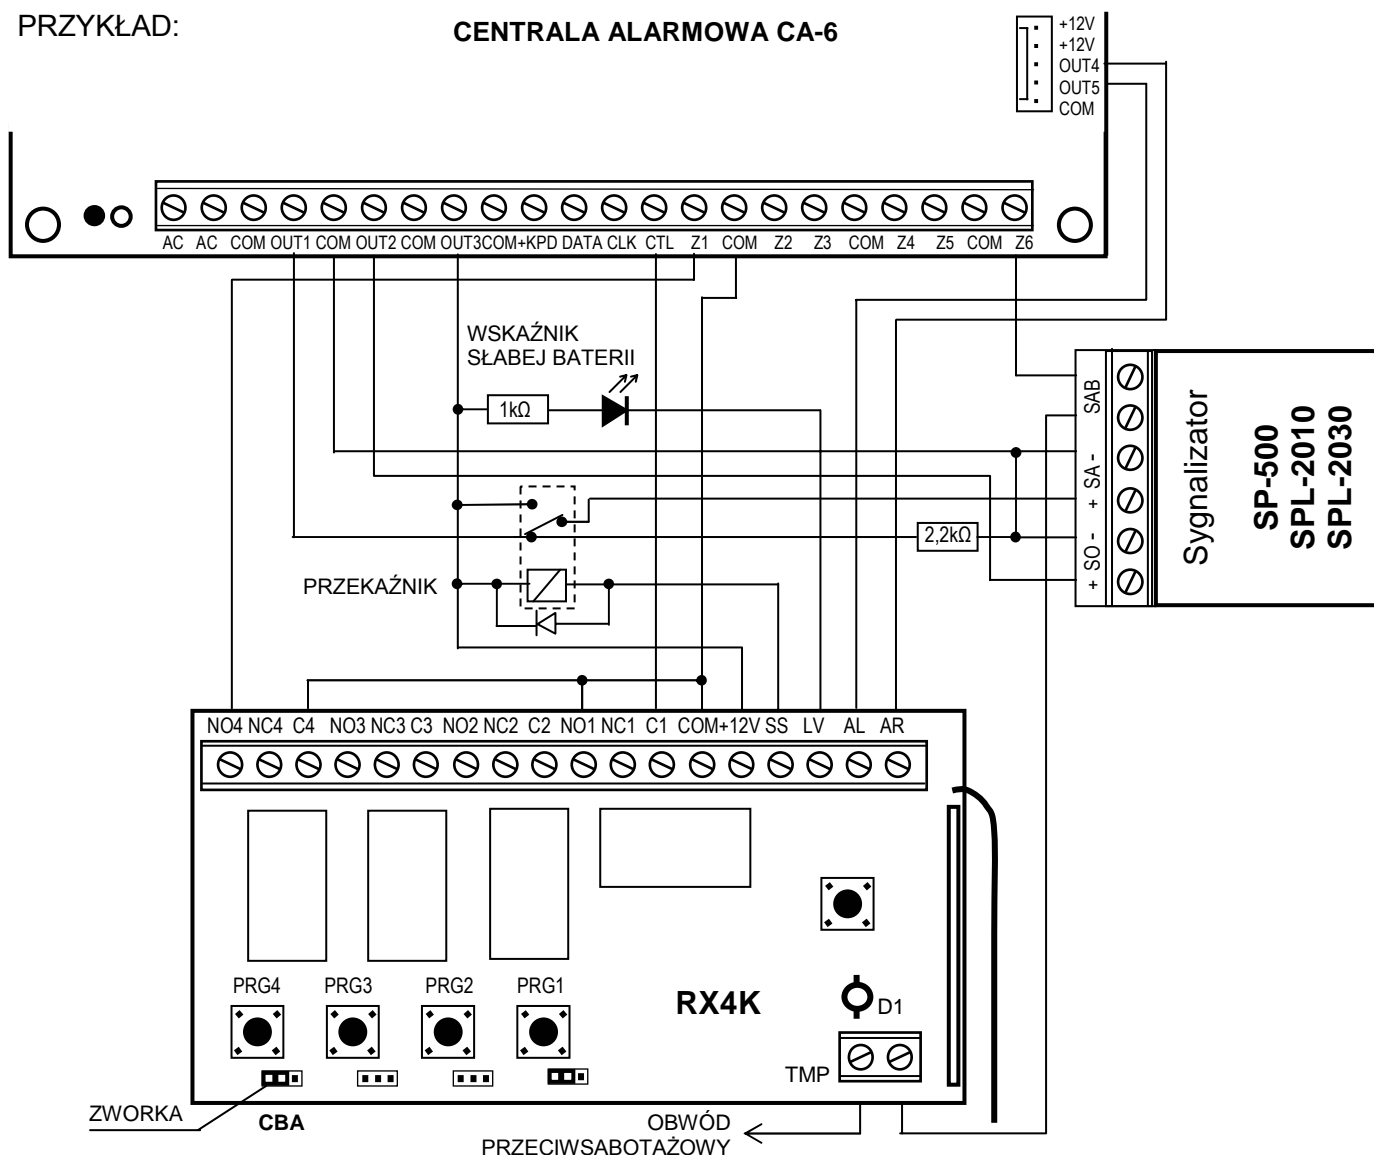 PRZYKŁAD:
CENTRALA ALARMOWA CA-6
+12V
+12V
OUT4
OUT5
COM
AC AC COM OUT1 COM OUT2 COM OUT3 COM +KPD DATA CLK CTL Z1 COM Z2 Z3 COM Z4 Z5 COM Z6
WSKAŹNIK
SŁABEJ BATERII
1kΩ
SAB
- SA +
- SO +
Sygnalizator
SP-500
SPL-2010
SPL-2030
2,2kΩ
PRZEKAŹNIK
NO4 NC4 C4 NO3 NC3 C3 NO2 NC2 C2 NO1 NC1 C1 COM +12V SS LV AL AR
PRG4 PRG3 PRG2 PRG1
RX4K
D1
TMP
ZWORKA
CBA
OBWÓD
PRZECIWSABOTAŻOWY